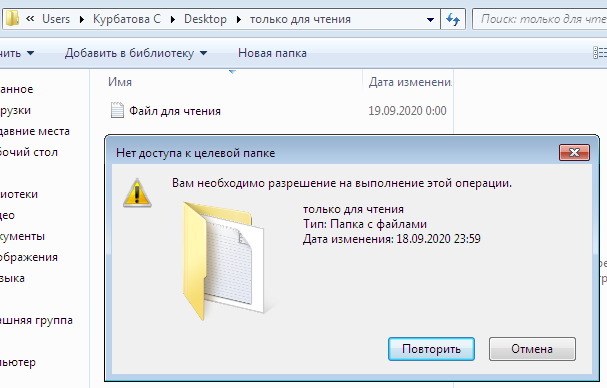 « Users ▸ Курбатова С ▸ Desktop ▸ только для чтения
Поиск: только для чте
чить Добавить в библиотеку Новая папка
Имя Дата изменени
Файл для чтения 19.09.2020 0:00
Нет доступа к целевой папке
Вам необходимо разрешение на выполнение этой операции.
только для чтения
Тип: Папка с файлами
Дата изменения: 18.09.2020 23:59
Повторить Отмена
анное
рузки
давние места
бочий стол
лиотеки
део
кументы
ображения
зыка
ашняя группа
пьютер